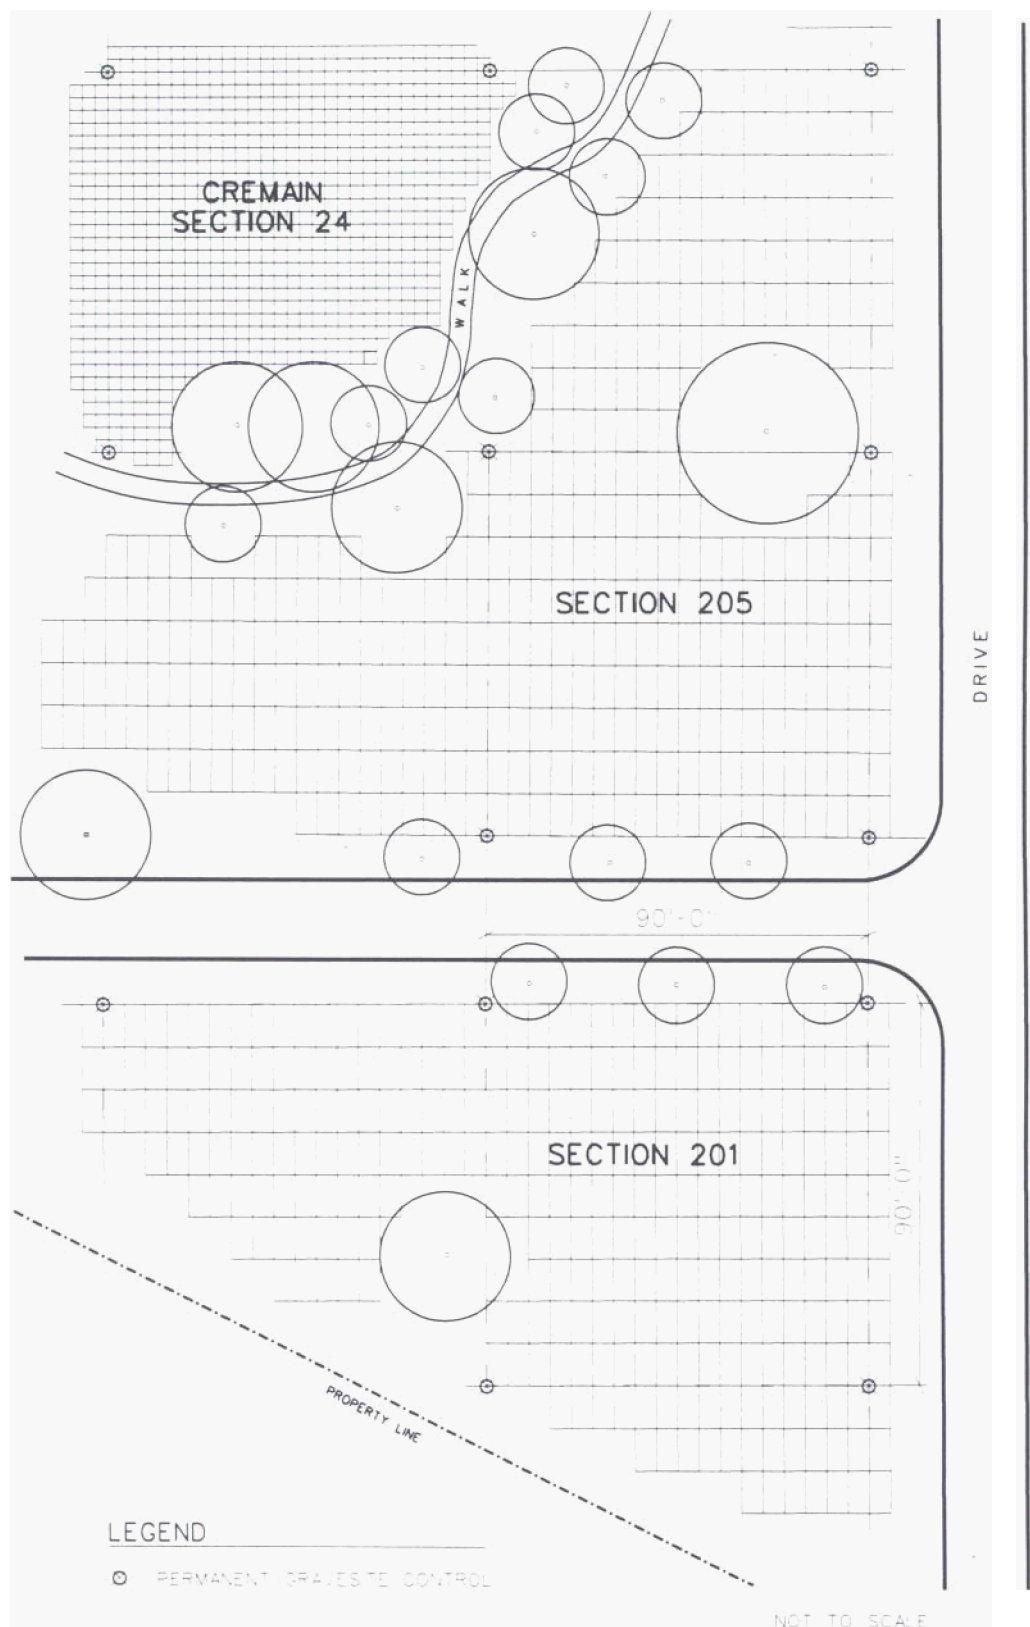 CREMAIN
SECTION 24
WALK
SECTION 205
DRIVE
90'-0"
SECTION 201
90'-0"
PROPERTY LINE
LEGEND
PERMANENT GRAVESITE CONTROL
NOT TO SCALE